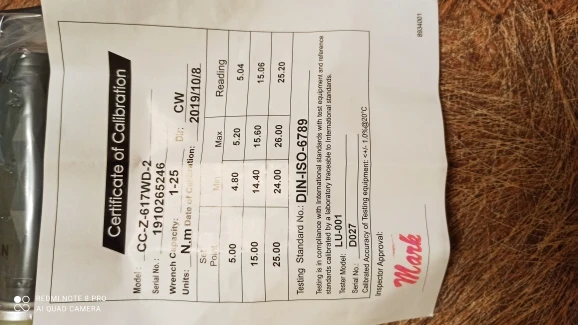 Certificate of Calibration
Model: CC-Z-617WD-2
Serial No.: 1910265246
Wrench Capacity: 1-25 Dir: CW
Units: N.m Date of Calibration: 2019/10/8
Set Point Min Max Reading
5.00 4.80 5.20 5.04
15.00 14.40 15.60 15.06
25.00 24.00 26.00 25.20
Testing Standard No.: DIN-ISO-6789
Testing is in compliance with International standards with test equipment and reference
standards calibrated by a laboratory traceable to International standards.
Tester Model: LU-001
Serial No.: D027
Calibrated Accuracy of Testing equipment: <+/- 1.0%@20°C
Inspector Approval:
Mark
8934001
REDMI NOTE 8 PRO
AI QUAD CAMERA